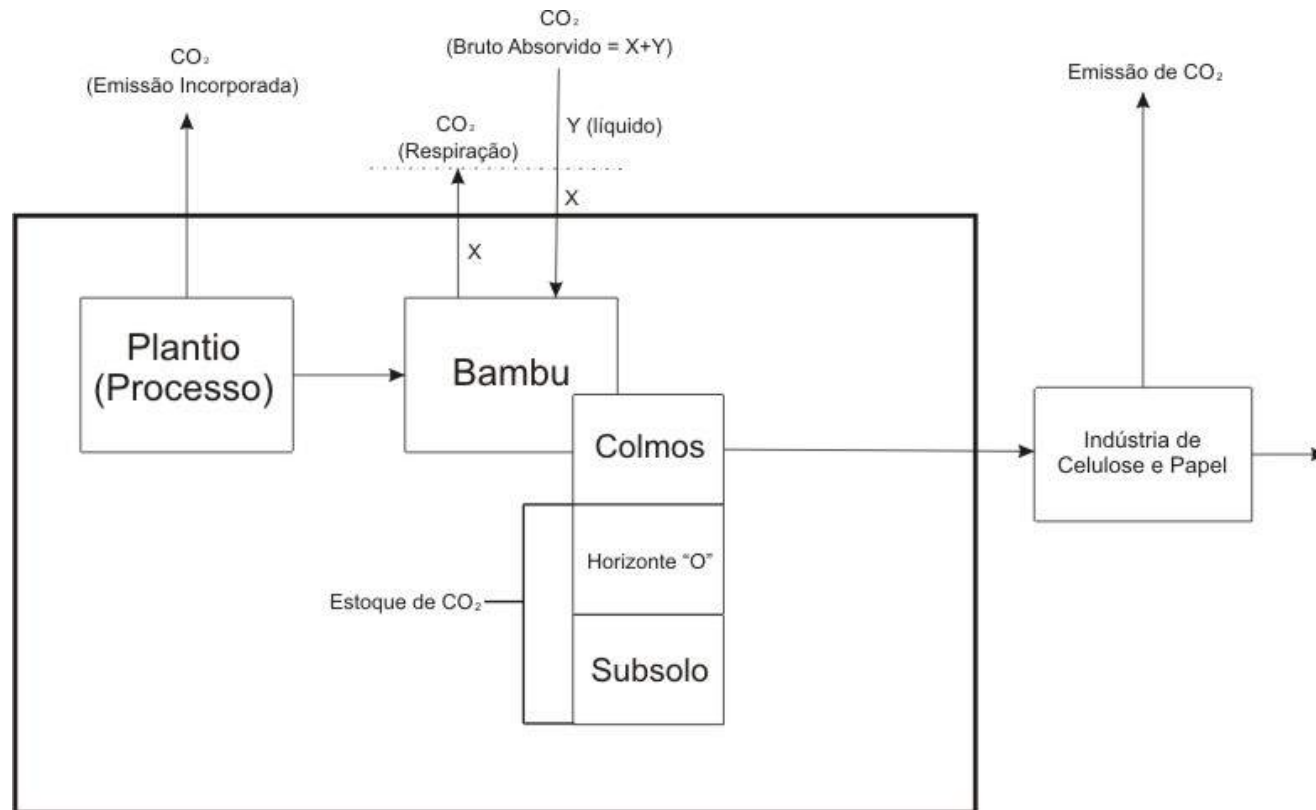 CO₂
(Emissão Incorporada)
CO₂
(Bruto Absorvido = X+Y)
Emissão de CO₂
CO₂
(Respiração)
Y (líquido)
X
X
Plantio
(Processo)
Bambu
Colmos
Horizonte “O”
Subsolo
Estoque de CO₂
Indústria de
Celulose e Papel